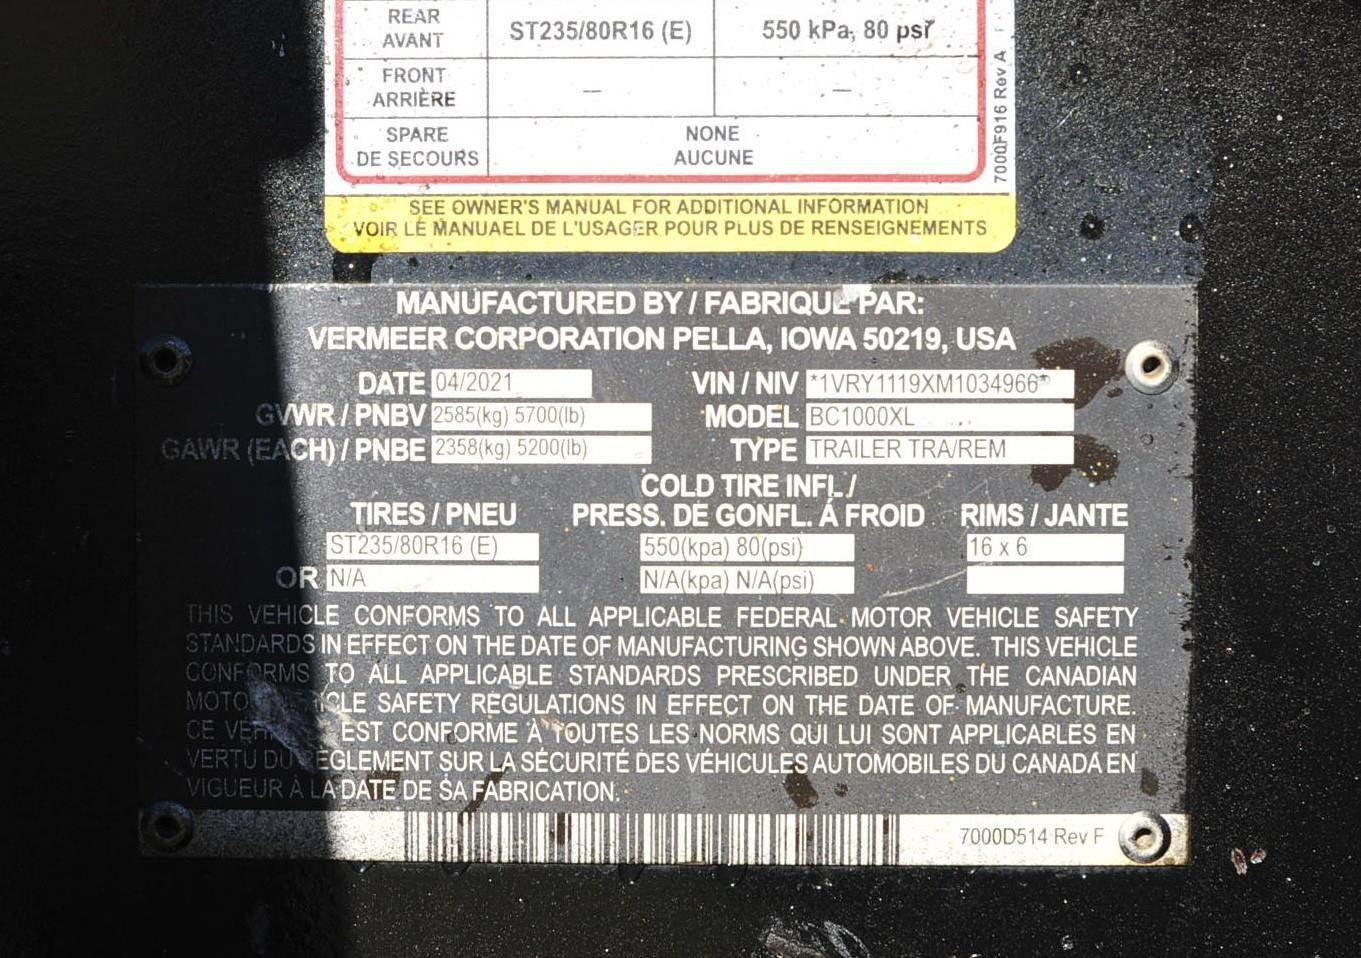 REAR
AVANT
ST235/80R16 (E)
550 kPa, 80 psi
FRONT
ARRIÈRE
—
—
SPARE
DE SECOURS
NONE
AUCUNE
7000F916 Rev A
SEE OWNER'S MANUAL FOR ADDITIONAL INFORMATION
VOIR LE MANUAEL DE L'USAGER POUR PLUS DE RENSEIGNEMENTS
MANUFACTURED BY / FABRIQUE PAR:
VERMEER CORPORATION PELLA, IOWA 50219, USA
DATE 04/2021 VIN / NIV *1VRY1119XM1034966*
GVWR / PNBV 2585(kg) 5700(lb) MODEL BC1000XL
GAWR (EACH) / PNBE 2358(kg) 5200(lb) TYPE TRAILER TRA/REM
COLD TIRE INFL /
TIRES / PNEU PRESS. DE GONFL. Á FROID RIMS / JANTE
ST235/80R16 (E) 550(kpa) 80(psi) 16 x 6
OR N/A N/A(kpa) N/A(psi)
THIS VEHICLE CONFORMS TO ALL APPLICABLE FEDERAL MOTOR VEHICLE SAFETY
STANDARDS IN EFFECT ON THE DATE OF MANUFACTURING SHOWN ABOVE. THIS VEHICLE
CONFORMS TO ALL APPLICABLE STANDARDS PRESCRIBED UNDER THE CANADIAN
MOTOR VEHICLE SAFETY REGULATIONS IN EFFECT ON THE DATE OF MANUFACTURE.
CE VÉHICULE EST CONFORME À TOUTES LES NORMS QUI LUI SONT APPLICABLES EN
VERTU DU RÉGLEMENT SUR LA SÉCURITÉ DES VÉHICULES AUTOMOBILES DU CANADA EN
VIGUEUR À LA DATE DE SA FABRICATION.
7000D514 Rev F